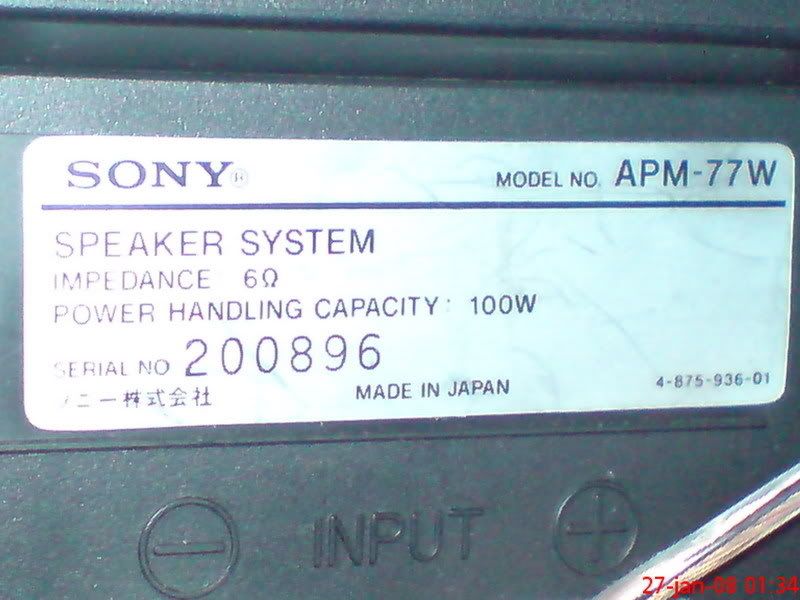 SONY®
MODEL NO. APM-77W
SPEAKER SYSTEM
IMPEDANCE 6Ω
POWER HANDLING CAPACITY: 100W
SERIAL NO 200896
ソニー株式会社
MADE IN JAPAN
4-875-936-01
− INPUT +
27-jan-08 01:34